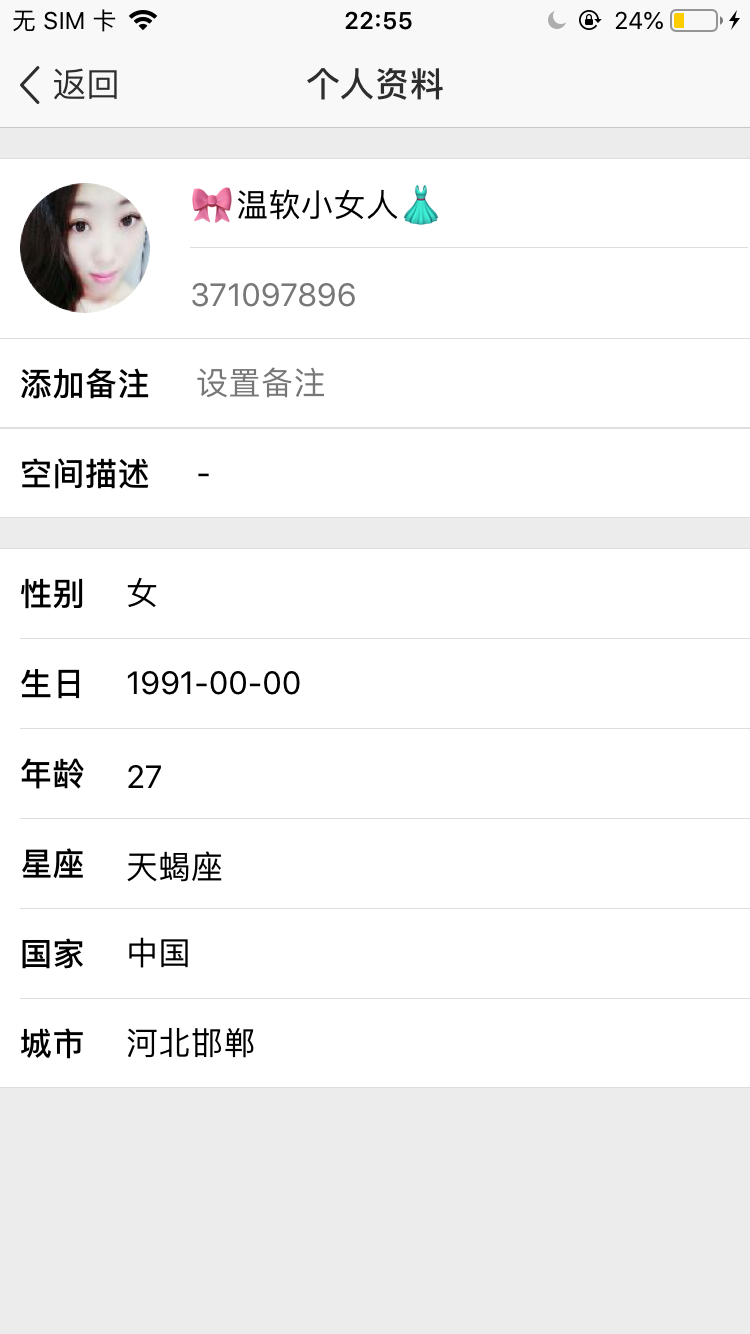 无 SIM 卡 22:55 24%
返回 个人资料
🎀温软小女人👗
371097896
添加备注 设置备注
空间描述 -
性别 女
生日 1991-00-00
年龄 27
星座 天蝎座
国家 中国
城市 河北邯郸